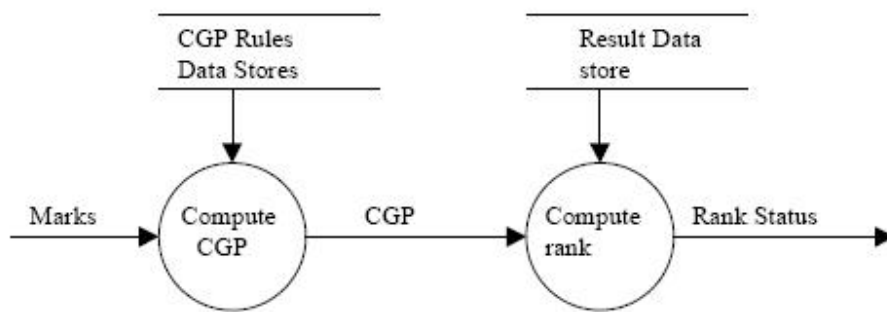 CGP Rules
Data Stores
Result Data
store
Marks
Compute
CGP
CGP
Compute
rank
Rank Status